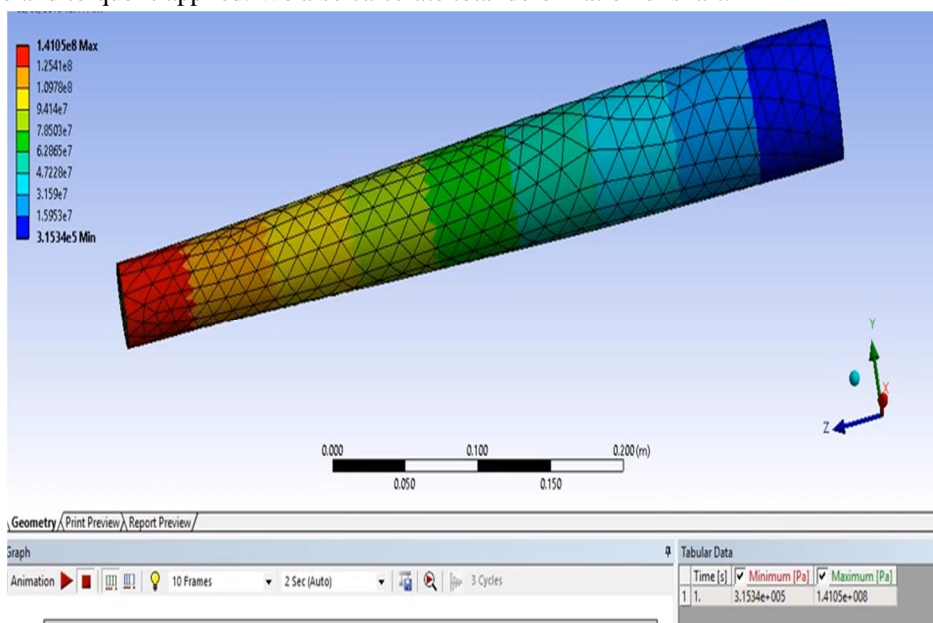 1.4105e8 Max
1.2541e8
1.0978e8
9.414e7
7.8503e7
6.2865e7
4.7228e7
3.159e7
1.5953e7
3.1534e5 Min
Y
X
Z
0.000 0.100 0.200 (m)
0.050 0.150
Geometry Print Preview Report Preview
Graph
Animation 10 Frames 2 Sec (Auto) 3 Cycles
Tabular Data
Time [s] Minimum [Pa] Maximum [Pa]
1 1. 3.1534e+005 1.4105e+008